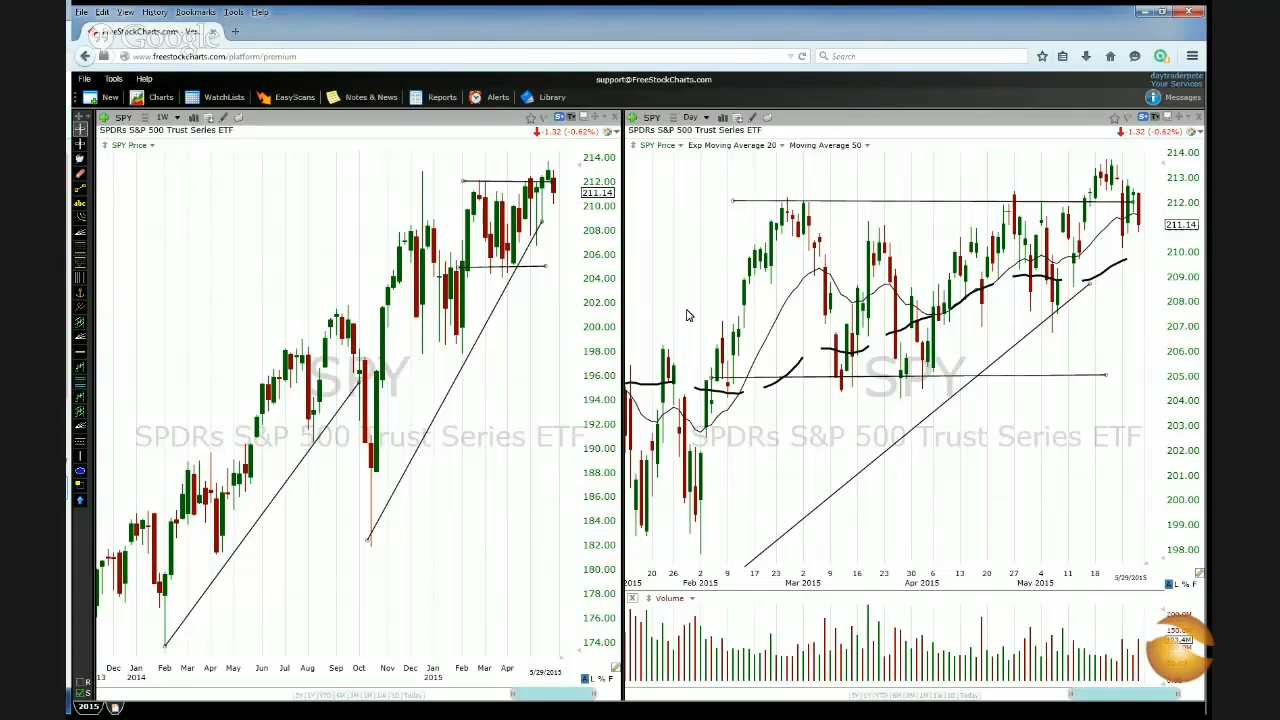 File Edit View History Bookmarks Tools Help
Google
www.freestockcharts.com/platform/premium
Search
File Tools Help
support@FreeStockCharts.com
daytraderpete
Your Services
New Charts WatchLists EasyScans Notes & News Reports Alerts Library
Messages
SPY 1W
SPDRs S&P 500 Trust Series ETF
-1.32 (-0.62%)
SPY Price
214.00
212.00
211.14
210.00
208.00
206.00
204.00
202.00
200.00
198.00
196.00
194.00
192.00
190.00
188.00
186.00
184.00
182.00
180.00
178.00
176.00
174.00
SPY
SPDRs S&P 500 Trust Series ETF
Dec Jan Feb Mar Apr May Jun Jul Aug Sep Oct Nov Dec Jan Feb Mar Apr 5/29/2015
13 2014 2015
A L % F
SPY Day
SPDRs S&P 500 Trust Series ETF
-1.32 (-0.62%)
SPY Price Exp Moving Average 20 Moving Average 50
214.00
213.00
212.00
211.14
210.00
209.00
208.00
207.00
206.00
205.00
204.00
203.00
202.00
201.00
200.00
199.00
198.00
SPY
SPDRs S&P 500 Trust Series ETF
20 26 2 9 17 23 2 9 16 23 30 6 13 20 27 4 11 18 5/29/2015
2015 Feb 2015 Mar 2015 Apr 2015 May 2015
A L % F
Volume
R
S
2015